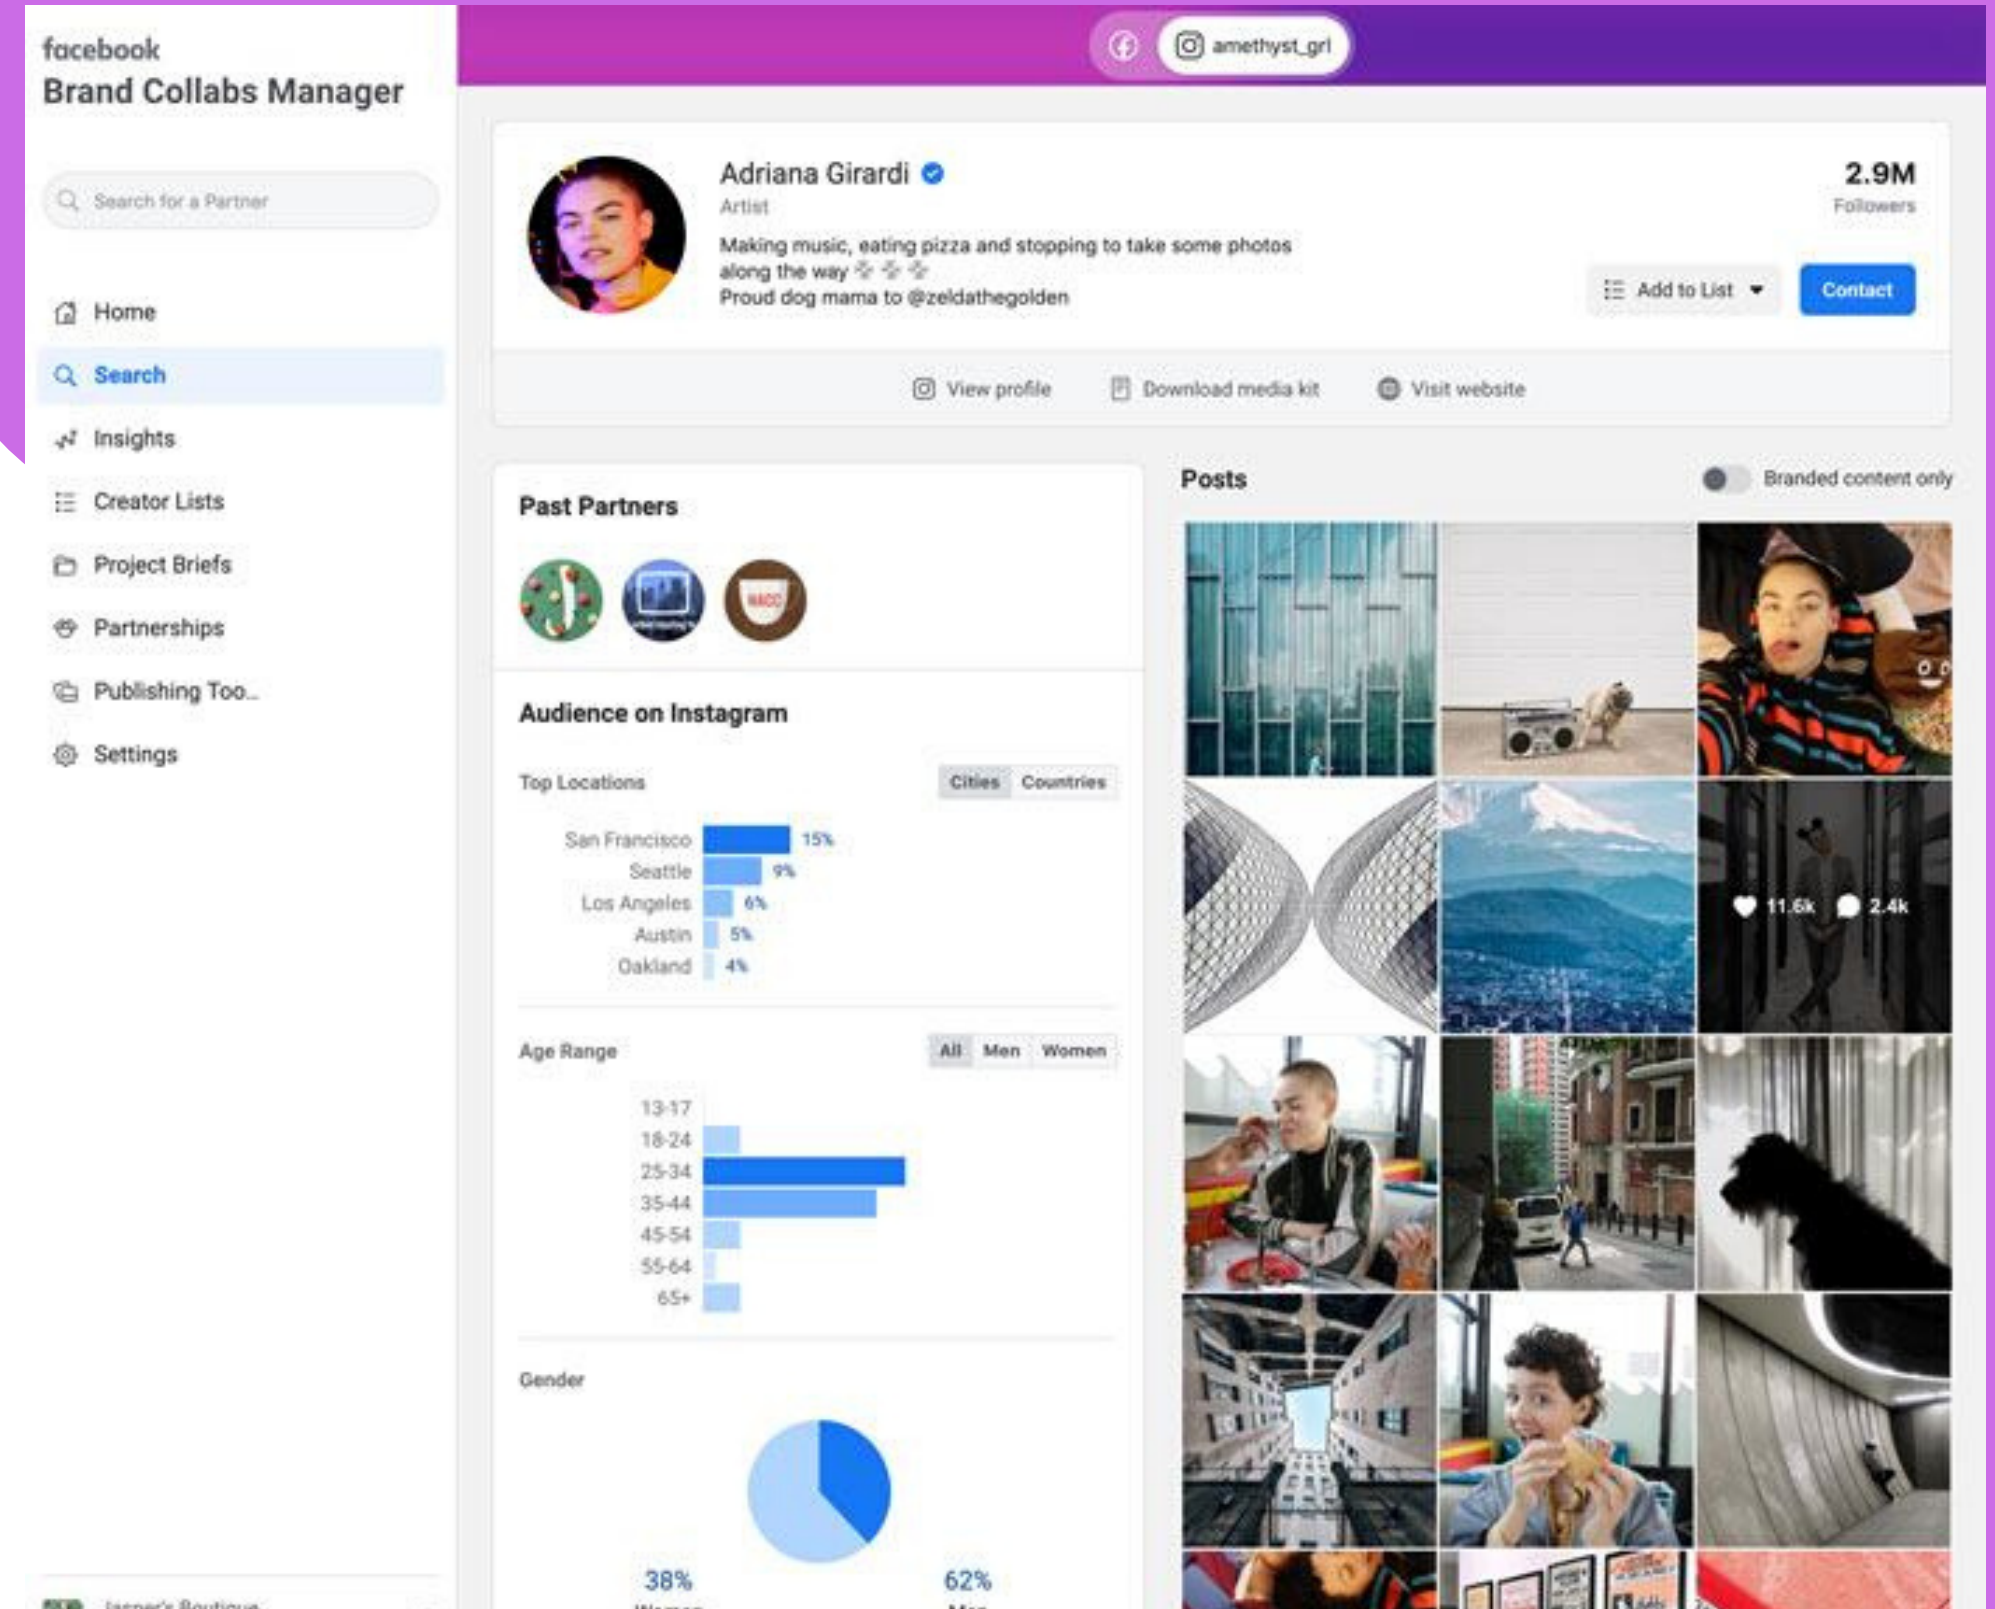 facebook
Brand Collabs Manager
Search for a Partner
Home
Search
Insights
Creator Lists
Project Briefs
Partnerships
Publishing Too...
Settings
Jasper's Boutique
amethyst_grl
Adriana Girardi
Artist
Making music, eating pizza and stopping to take some photos
along the way
Proud dog mama to @zeldathegolden
2.9M
Followers
Add to List
Contact
View profile
Download media kit
Visit website
Past Partners
Audience on Instagram
Top Locations
Cities Countries
San Francisco 15%
Seattle 9%
Los Angeles 6%
Austin 5%
Oakland 4%
Age Range
All Men Women
13-17
18-24
25-34
35-44
45-54
55-64
65+
Gender
38% 62%
Women Men
Posts
Branded content only
11.6k 2.4k